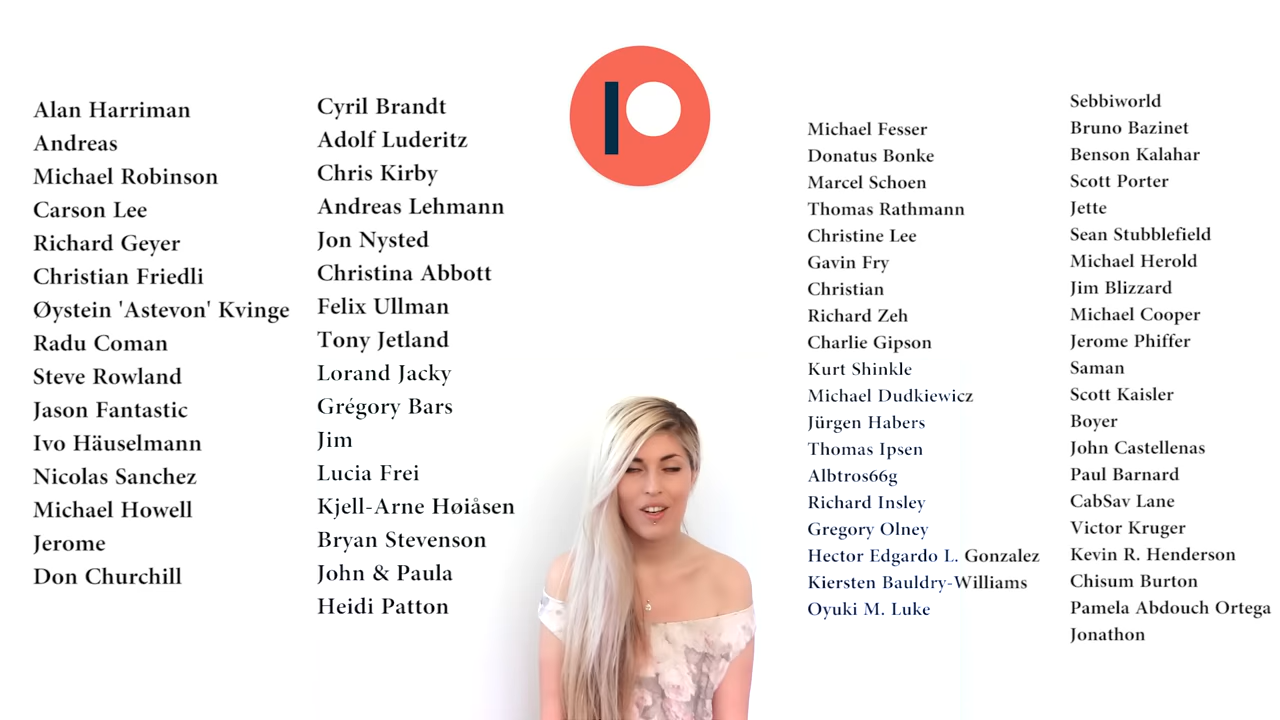 Alan Harriman
Andreas
Michael Robinson
Carson Lee
Richard Geyer
Christian Friedli
Øystein 'Astevon' Kvinge
Radu Coman
Steve Rowland
Jason Fantastic
Ivo Häuselmann
Nicolas Sanchez
Michael Howell
Jerome
Don Churchill
Cyril Brandt
Adolf Luderitz
Chris Kirby
Andreas Lehmann
Jon Nysted
Christina Abbott
Felix Ullman
Tony Jetland
Lorand Jacky
Grégory Bars
Jim
Lucia Frei
Kjell-Arne Høiåsen
Bryan Stevenson
John & Paula
Heidi Patton
Michael Fesser
Donatus Bonke
Marcel Schoen
Thomas Rathmann
Christine Lee
Gavin Fry
Christian
Richard Zeh
Charlie Gipson
Kurt Shinkle
Michael Dudkiewicz
Jürgen Habers
Thomas Ipsen
Albtros66g
Richard Insley
Gregory Olney
Hector Edgardo L. Gonzalez
Kiersten Bauldry-Williams
Oyuki M. Luke
Sebbiworld
Bruno Bazinet
Benson Kalahar
Scott Porter
Jette
Sean Stubblefield
Michael Herold
Jim Blizzard
Michael Cooper
Jerome Phiffer
Saman
Scott Kaisler
Boyer
John Castellenas
Paul Barnard
CabSav Lane
Victor Kruger
Kevin R. Henderson
Chisum Burton
Pamela Abdouch Ortega
Jonathon